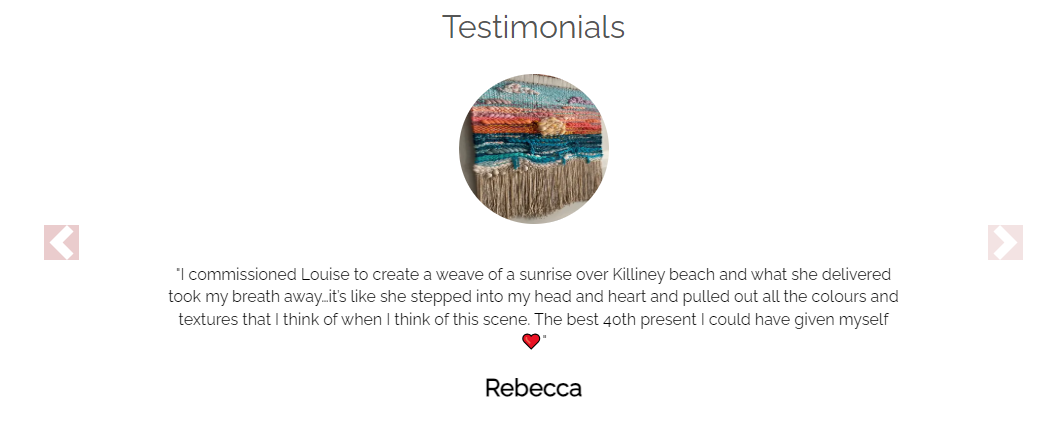 Testimonials
"I commissioned Louise to create a weave of a sunrise over Killiney beach and what she delivered
took my breath away...it's like she stepped into my head and heart and pulled out all the colours and
textures that I think of when I think of this scene. The best 40th present I could have given myself
❤️"
Rebecca